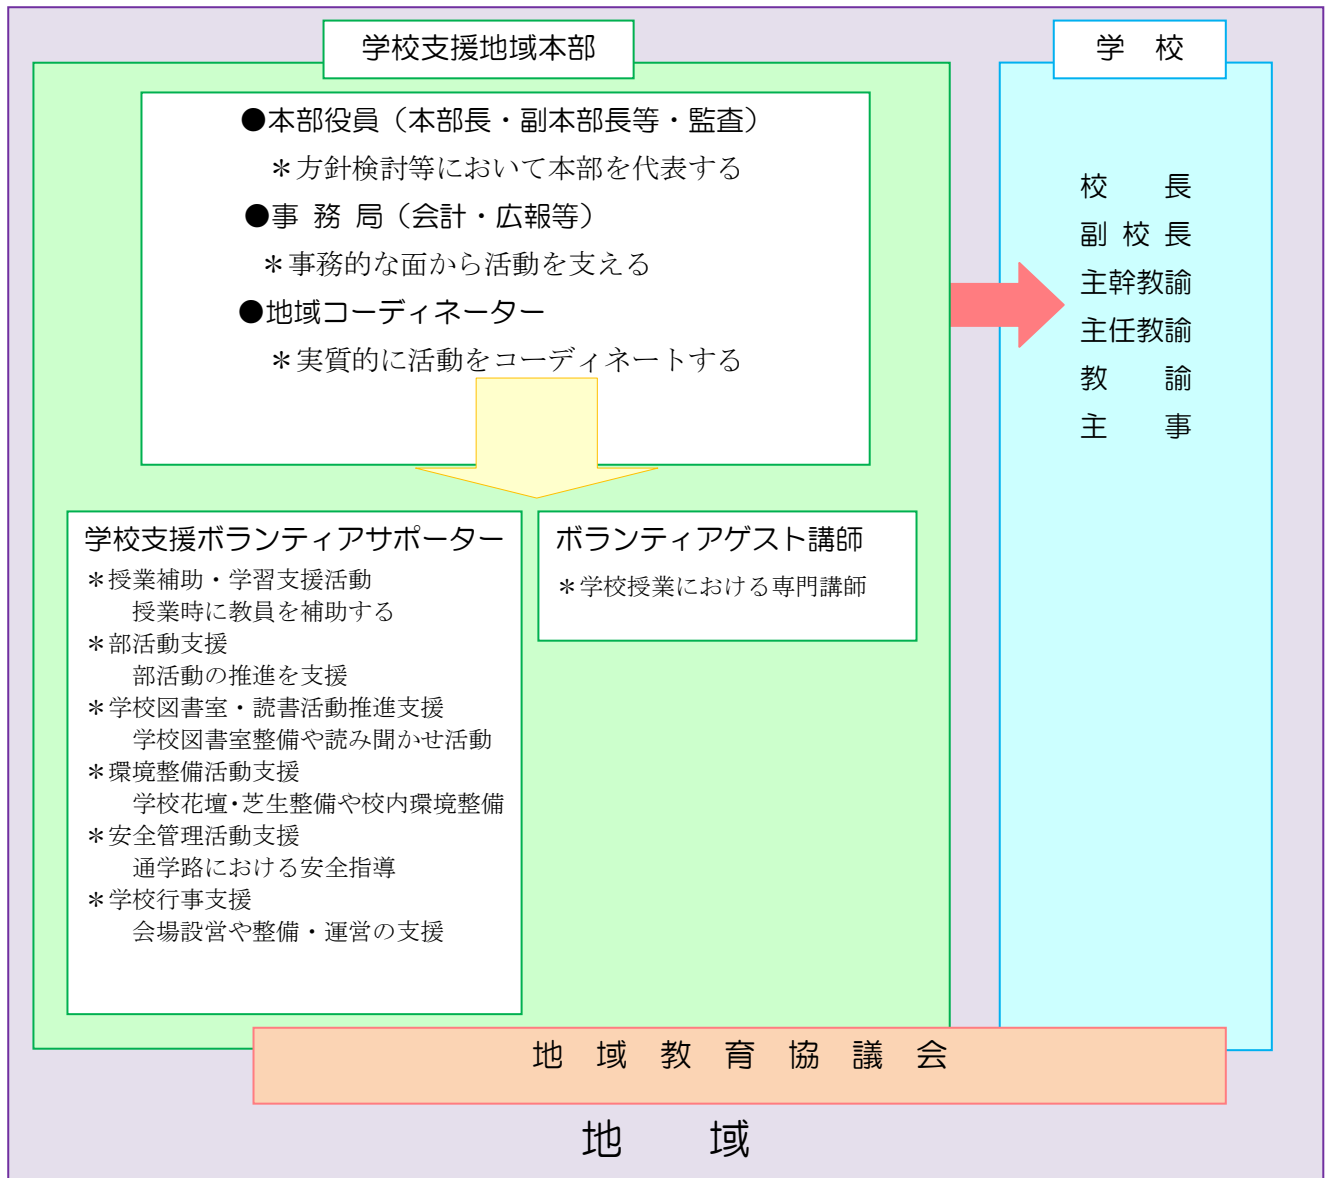 学校支援地域本部
●本部役員（本部長・副本部長等・監査）
＊方針検討等において本部を代表する
●事 務 局（会計・広報等）
＊事務的な面から活動を支える
●地域コーディネーター
＊実質的に活動をコーディネートする
学校支援ボランティアサポーター
＊授業補助・学習支援活動
授業時に教員を補助する
＊部活動支援
部活動の推進を支援
＊学校図書室・読書活動推進支援
学校図書室整備や読み聞かせ活動
＊環境整備活動支援
学校花壇・芝生整備や校内環境整備
＊安全管理活動支援
通学路における安全指導
＊学校行事支援
会場設営や整備・運営の支援
ボランティアゲスト講師
＊学校授業における専門講師
学　校
校　　長
副 校 長
主幹教諭
主任教諭
教　　諭
主　　事
地　域　教　育　協　議　会
地　　域